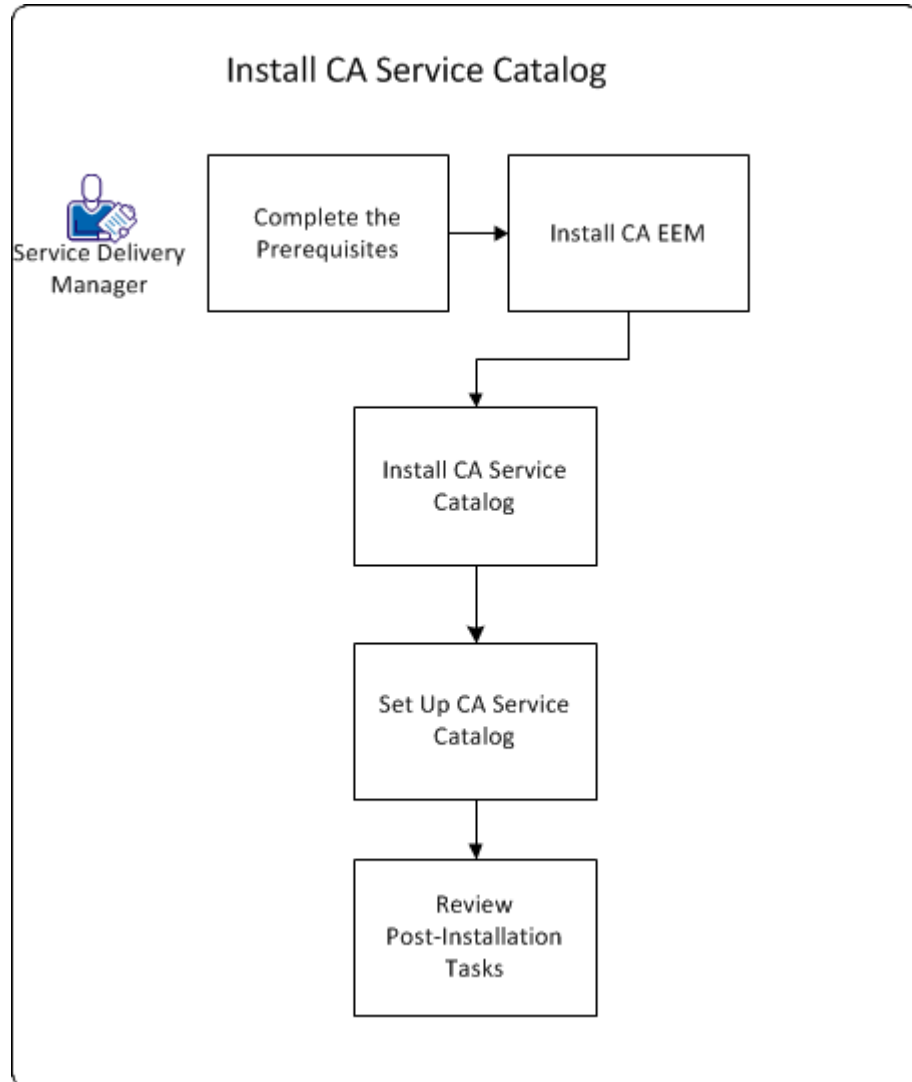 Install CA Service Catalog
Service Delivery
Manager
Complete the
Prerequisites
Install CA EEM
Install CA Service
Catalog
Set Up CA Service
Catalog
Review
Post-Installation
Tasks